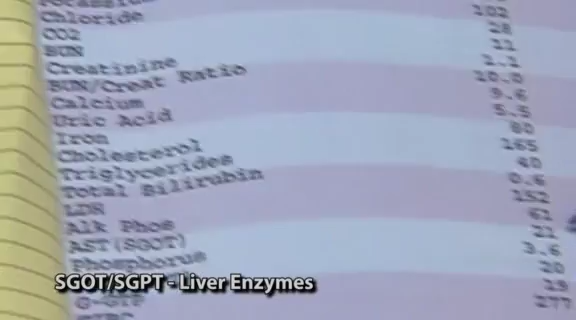 Chloride 102
CO2 28
BUN 11
Creatinine 1.1
BUN/Creat Ratio 10.0
Calcium 9.6
Uric Acid 5.5
Iron 80
Cholesterol 165
Triglycerides 40
Total Bilirubin 0.6
LDH 152
Alk Phos 61
AST(SGOT) 21
Phosphorus 3.6
20
19
277
SGOT/SGPT - Liver Enzymes